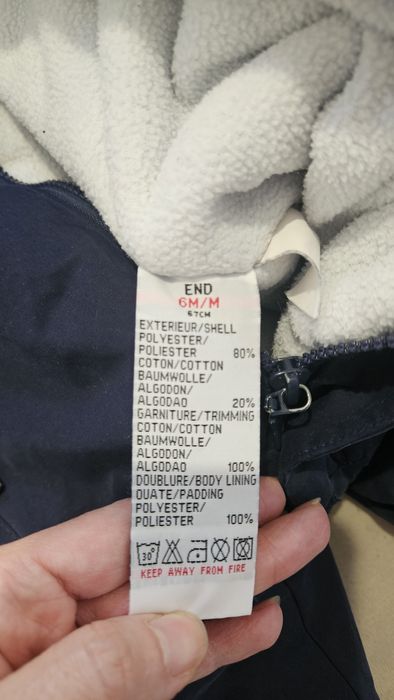 END
6M/M
67CM
EXTERIEUR/SHELL
POLYESTER/
POLIESTER 80%
COTON/COTTON
BAUMWOLLE/
ALGODON/
ALGODAO 20%
GARNITURE/TRIMMING
COTON/COTTON
BAUMWOLLE/
ALGODON/
ALGODAO 100%
DOUBLURE/BODY LINING
OUATE/PADDING
POLYESTER/
POLIESTER 100%
30°
KEEP AWAY FROM FIRE